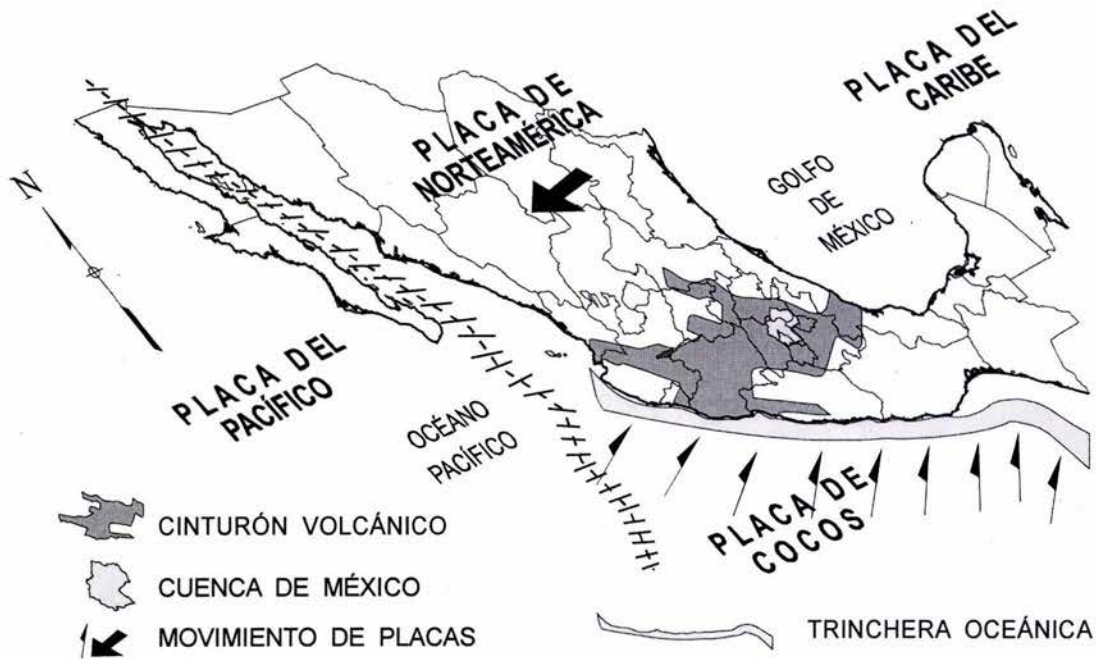 PLACA DEL
CARIBE
PLACA DE
NORTEAMÉRICA
N
GOLFO
DE
MÉXICO
PLACA DEL
PACÍFICO
OCÉANO
PACÍFICO
PLACA DE
COCOS
CINTURÓN VOLCÁNICO
CUENCA DE MÉXICO
MOVIMIENTO DE PLACAS
TRINCHERA OCEÁNICA